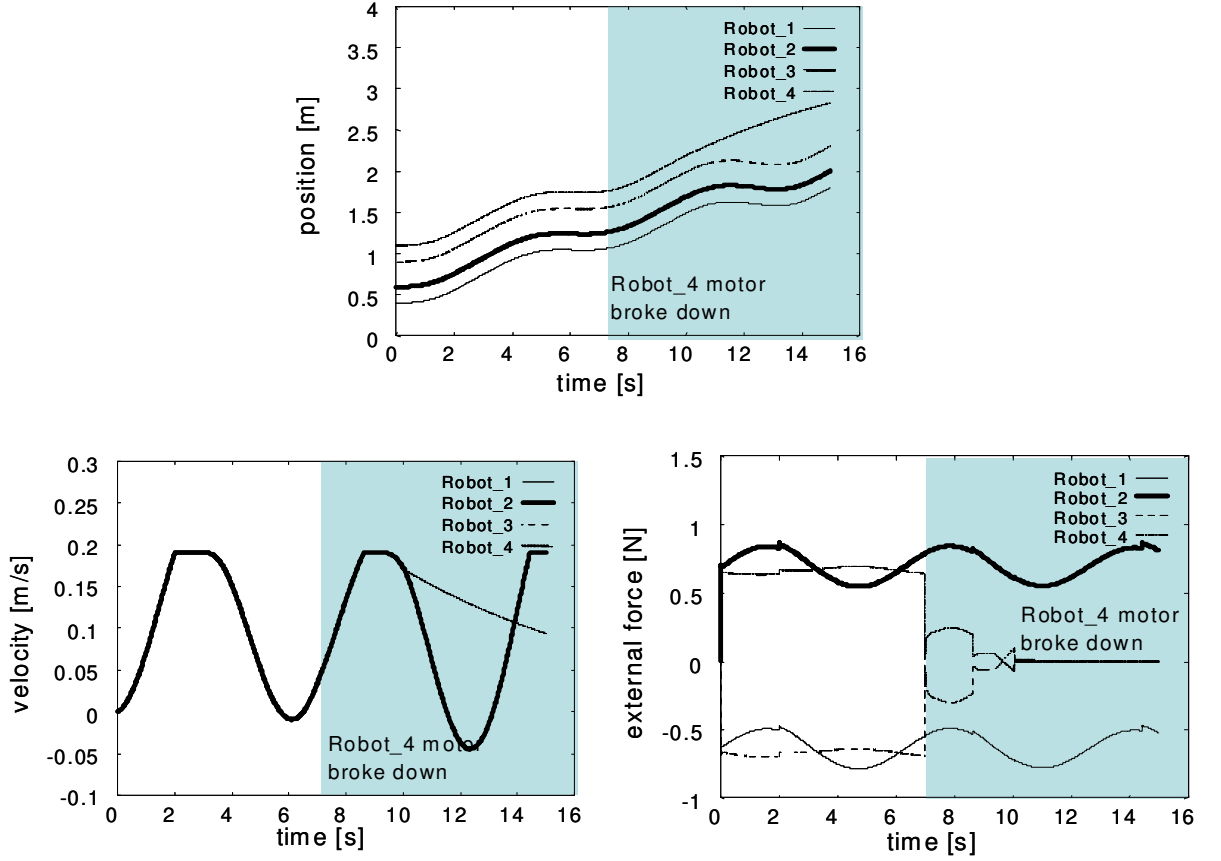 4
3.5
3
2.5
2
1.5
1
0.5
0
position [m]
Robot_1
Robot_2
Robot_3
Robot_4
Robot_4 motor
broke down
0 2 4 6 8 10 12 14 16
time [s]
0.3
0.25
0.2
0.15
0.1
0.05
0
-0.05
-0.1
velocity [m/s]
Robot_1
Robot_2
Robot_3
Robot_4
Robot_4 motor
broke down
0 2 4 6 8 10 12 14 16
time [s]
1.5
1
0.5
0
-0.5
-1
external force [N]
Robot_1
Robot_2
Robot_3
Robot_4
Robot_4 motor
broke down
0 2 4 6 8 10 12 14 16
time [s]